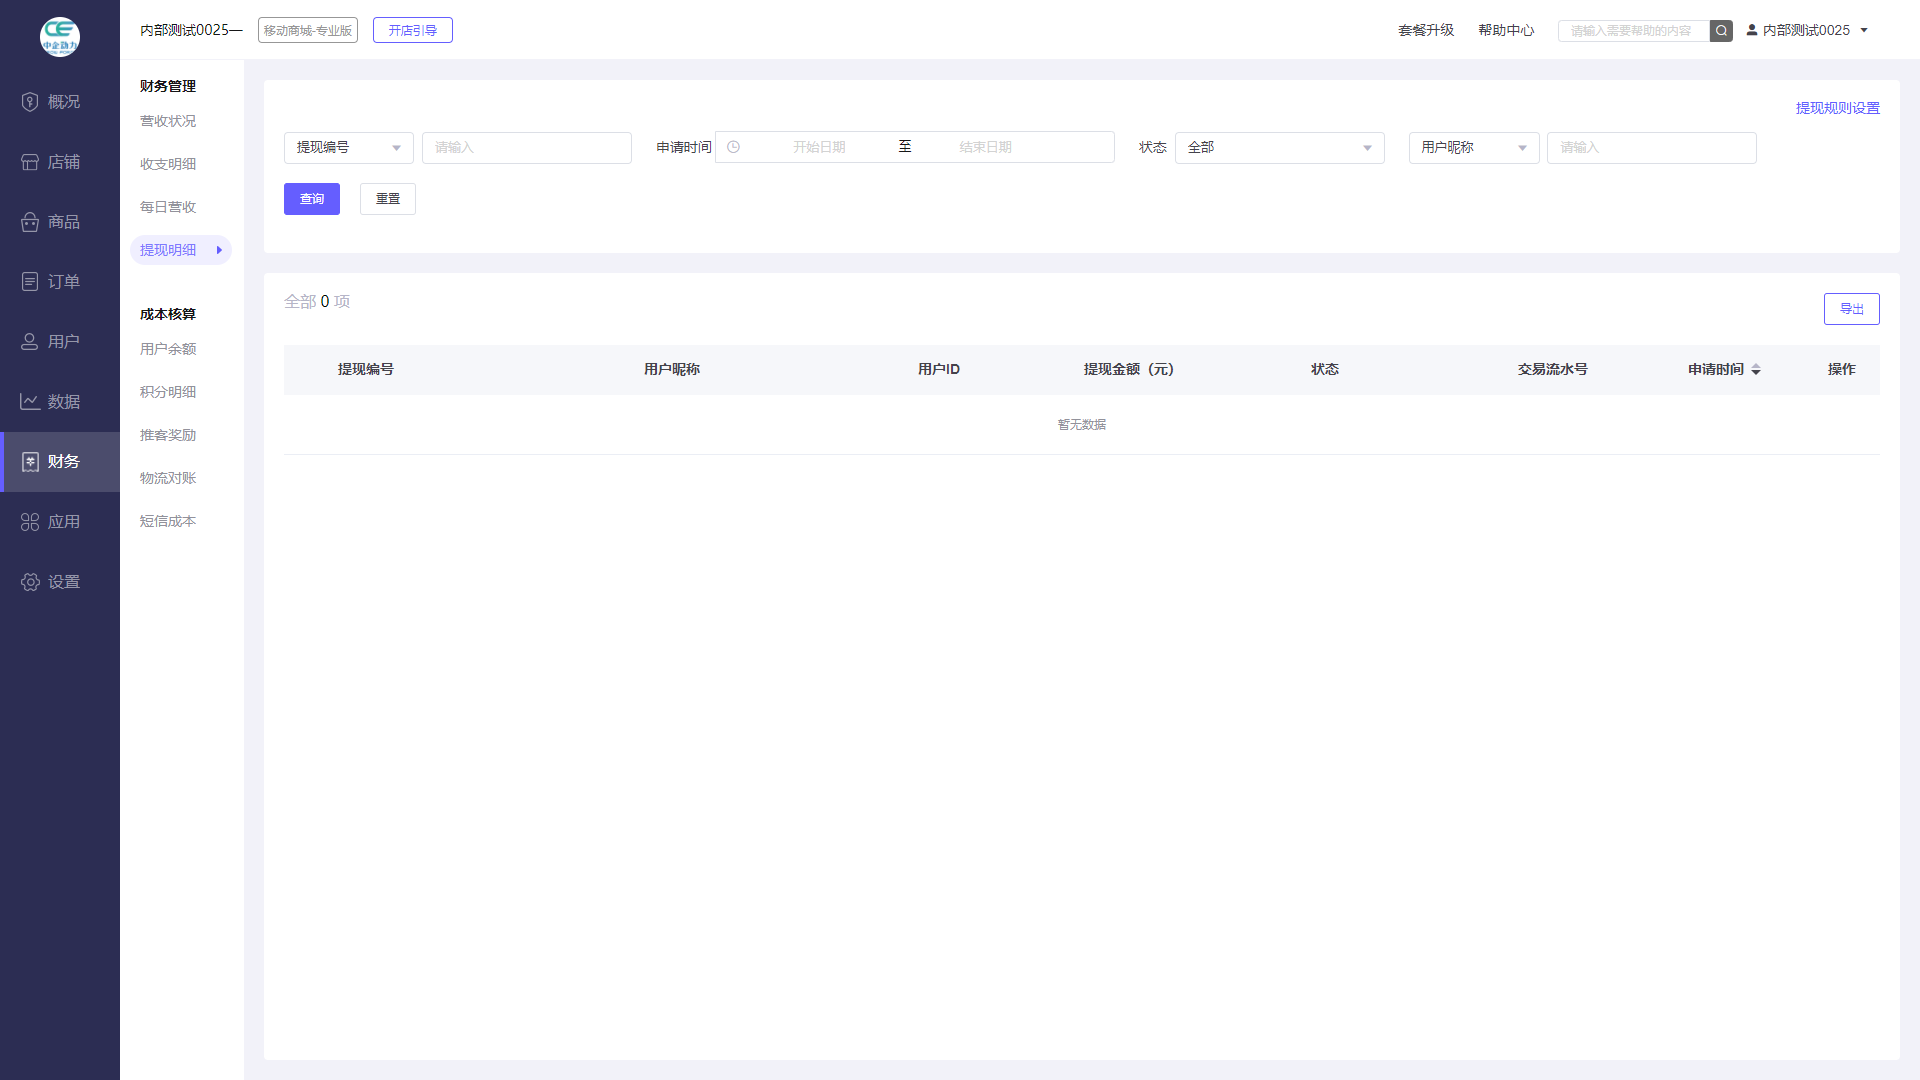 中企动力
内部测试0025—
移动商城-专业版
开店引导
套餐升级
帮助中心
请输入需要帮助的内容
内部测试0025
概况
店铺
商品
订单
用户
数据
财务
应用
设置
财务管理
营收状况
收支明细
每日营收
提现明细
成本核算
用户余额
积分明细
推客奖励
物流对账
短信成本
提现规则设置
提现编号
请输入
申请时间
开始日期
至
结束日期
状态
全部
用户昵称
请输入
查询
重置
全部 0 项
导出
提现编号
用户昵称
用户ID
提现金额（元）
状态
交易流水号
申请时间
操作
暂无数据